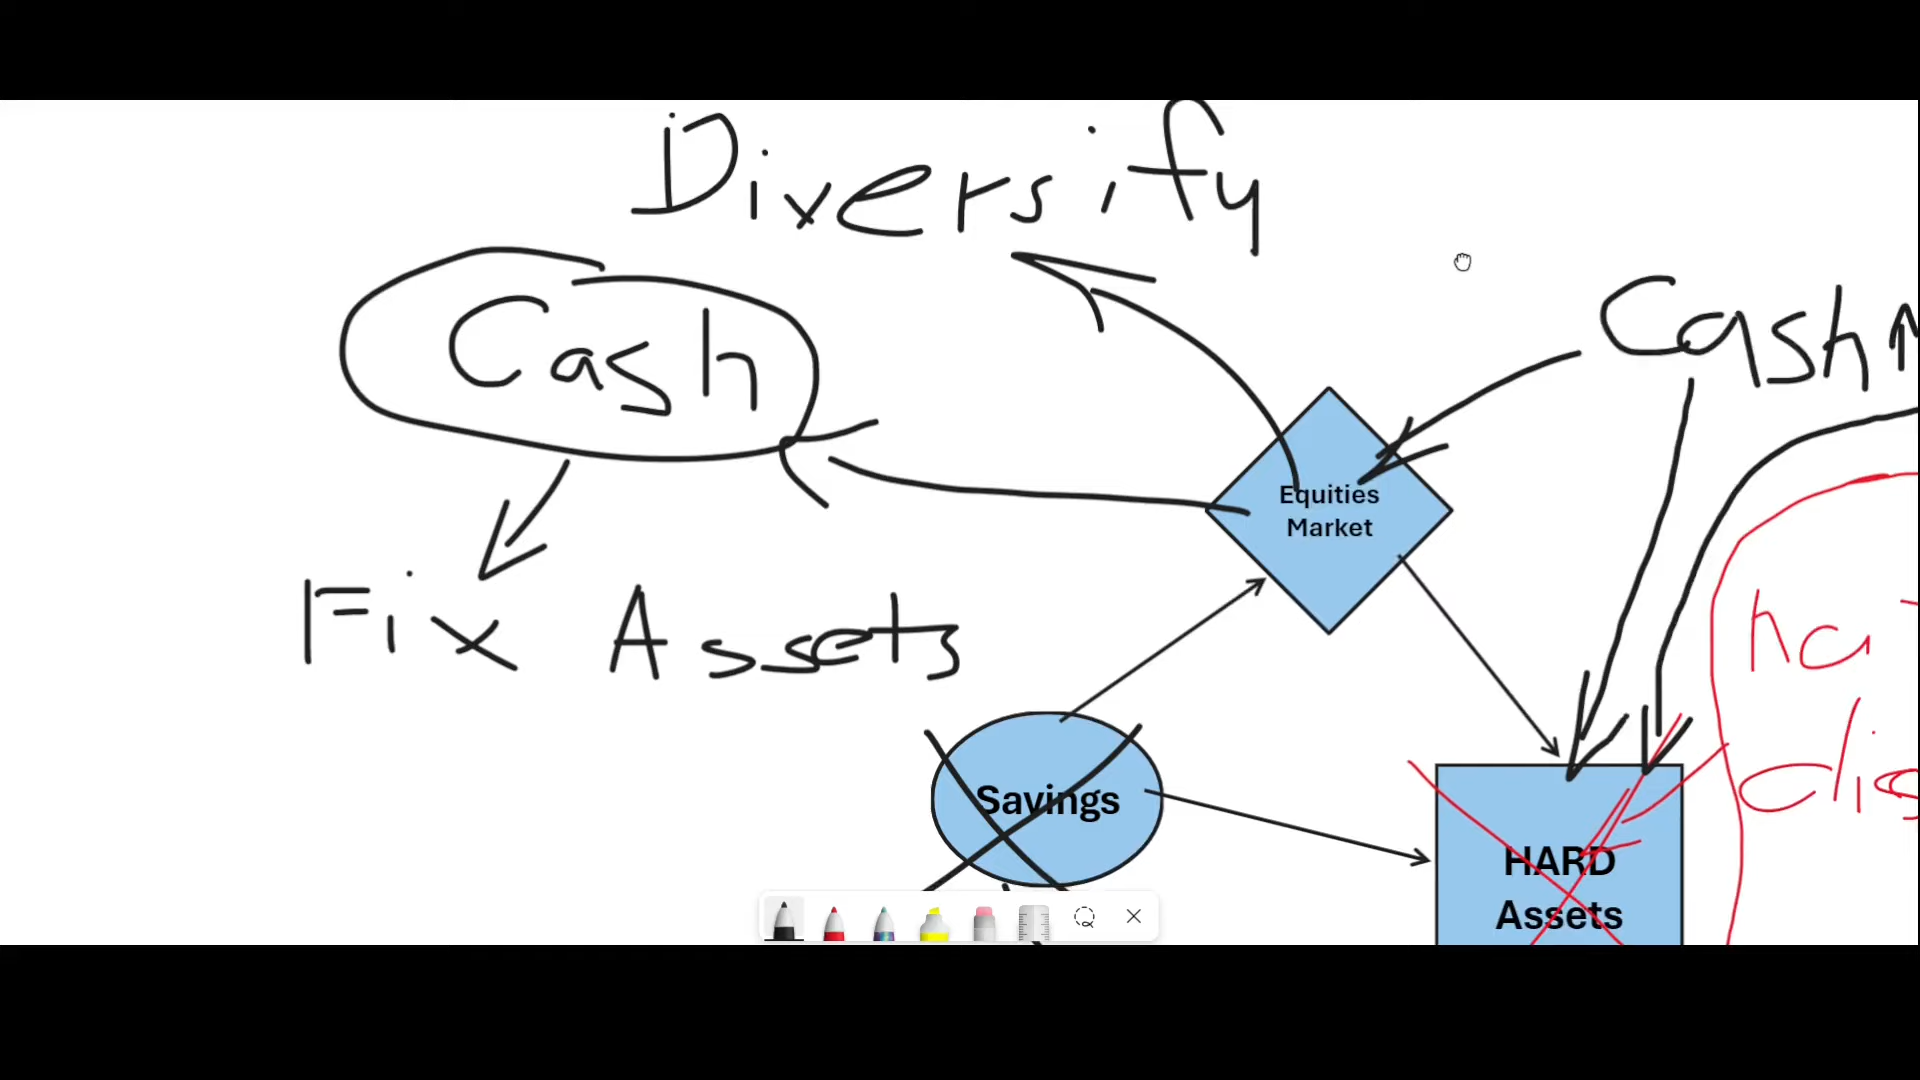 Diversify
Cash
Cash
Equities
Market
Fix Assets
Savings
HARD
Assets